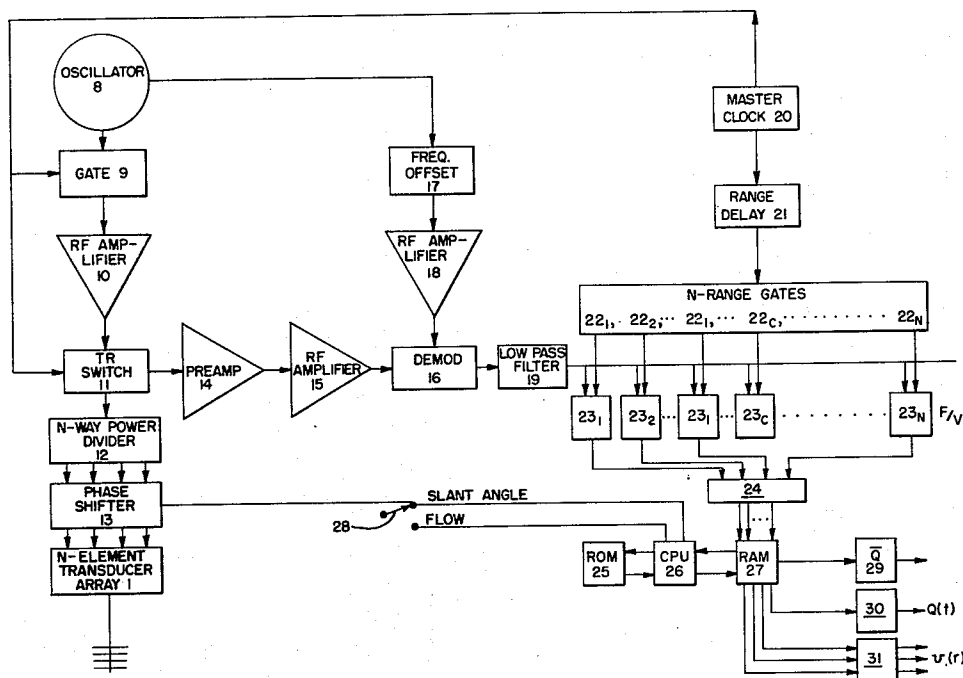 OSCILLATOR
8
MASTER
CLOCK 20
GATE 9
FREQ.
OFFSET
17
RANGE
DELAY 21
RF AMP-
LIFIER
10
RF AMP-
LIFIER
18
N-RANGE GATES
22₁, 22₂, ... 22₁, ... 22C, . . . . . . . . . 22N
TR
SWITCH
11
PREAMP
14
RF
AMPLIFIER
15
DEMOD
16
LOW PASS
FILTER
19
23₁
23₂
...
23₁
...
23C
. . . . . . . .
23N
F/V
N-WAY POWER
DIVIDER
12
PHASE
SHIFTER
13
SLANT ANGLE
28
FLOW
24
...
N-ELEMENT
TRANSDUCER
ARRAY 1
ROM
25
CPU
26
RAM
27
Q̅
29
30
Q(t)
31
v(r)